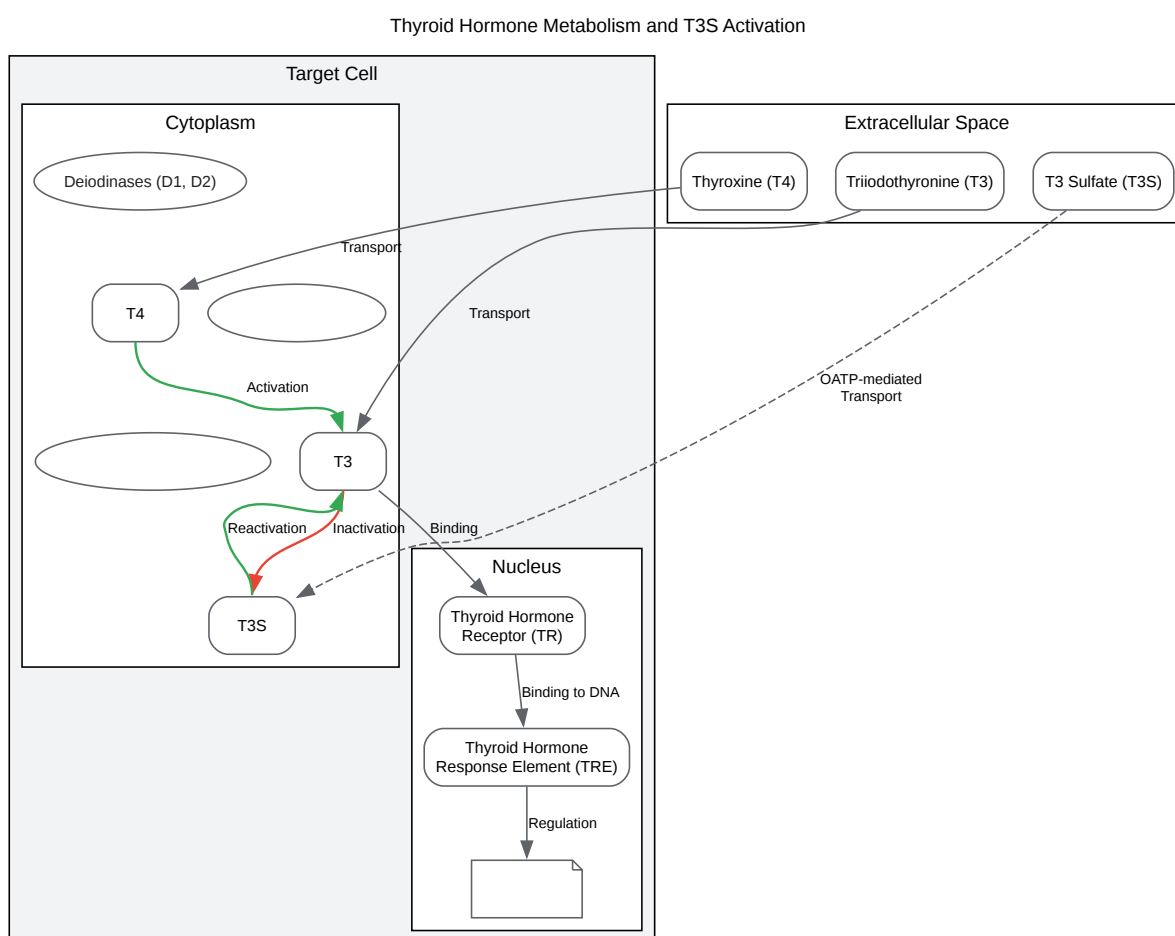 Thyroid Hormone Metabolism and T3S Activation
Target Cell
Cytoplasm
Extracellular Space
Deiodinases (D1, D2)
Thyroxine (T4)
Triiodothyronine (T3)
T3 Sulfate (T3S)
Transport
T4
Transport
Activation
OATP-mediated
Transport
T3
Reactivation
Inactivation
Binding
Nucleus
T3S
Thyroid Hormone
Receptor (TR)
Binding to DNA
Thyroid Hormone
Response Element (TRE)
Regulation